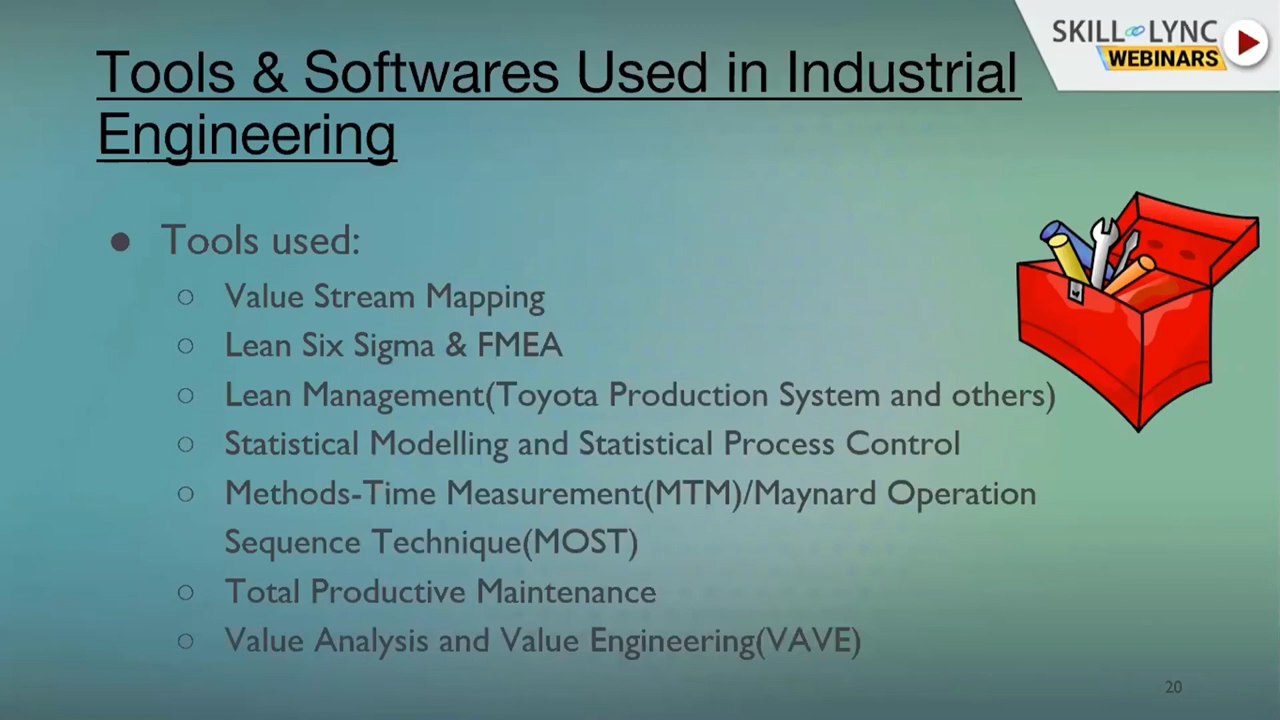 SKILL LYNC
WEBINARS
Tools & Softwares Used in Industrial
Engineering
● Tools used:
○ Value Stream Mapping
○ Lean Six Sigma & FMEA
○ Lean Management(Toyota Production System and others)
○ Statistical Modelling and Statistical Process Control
○ Methods-Time Measurement(MTM)/Maynard Operation
Sequence Technique(MOST)
○ Total Productive Maintenance
○ Value Analysis and Value Engineering(VAVE)
20